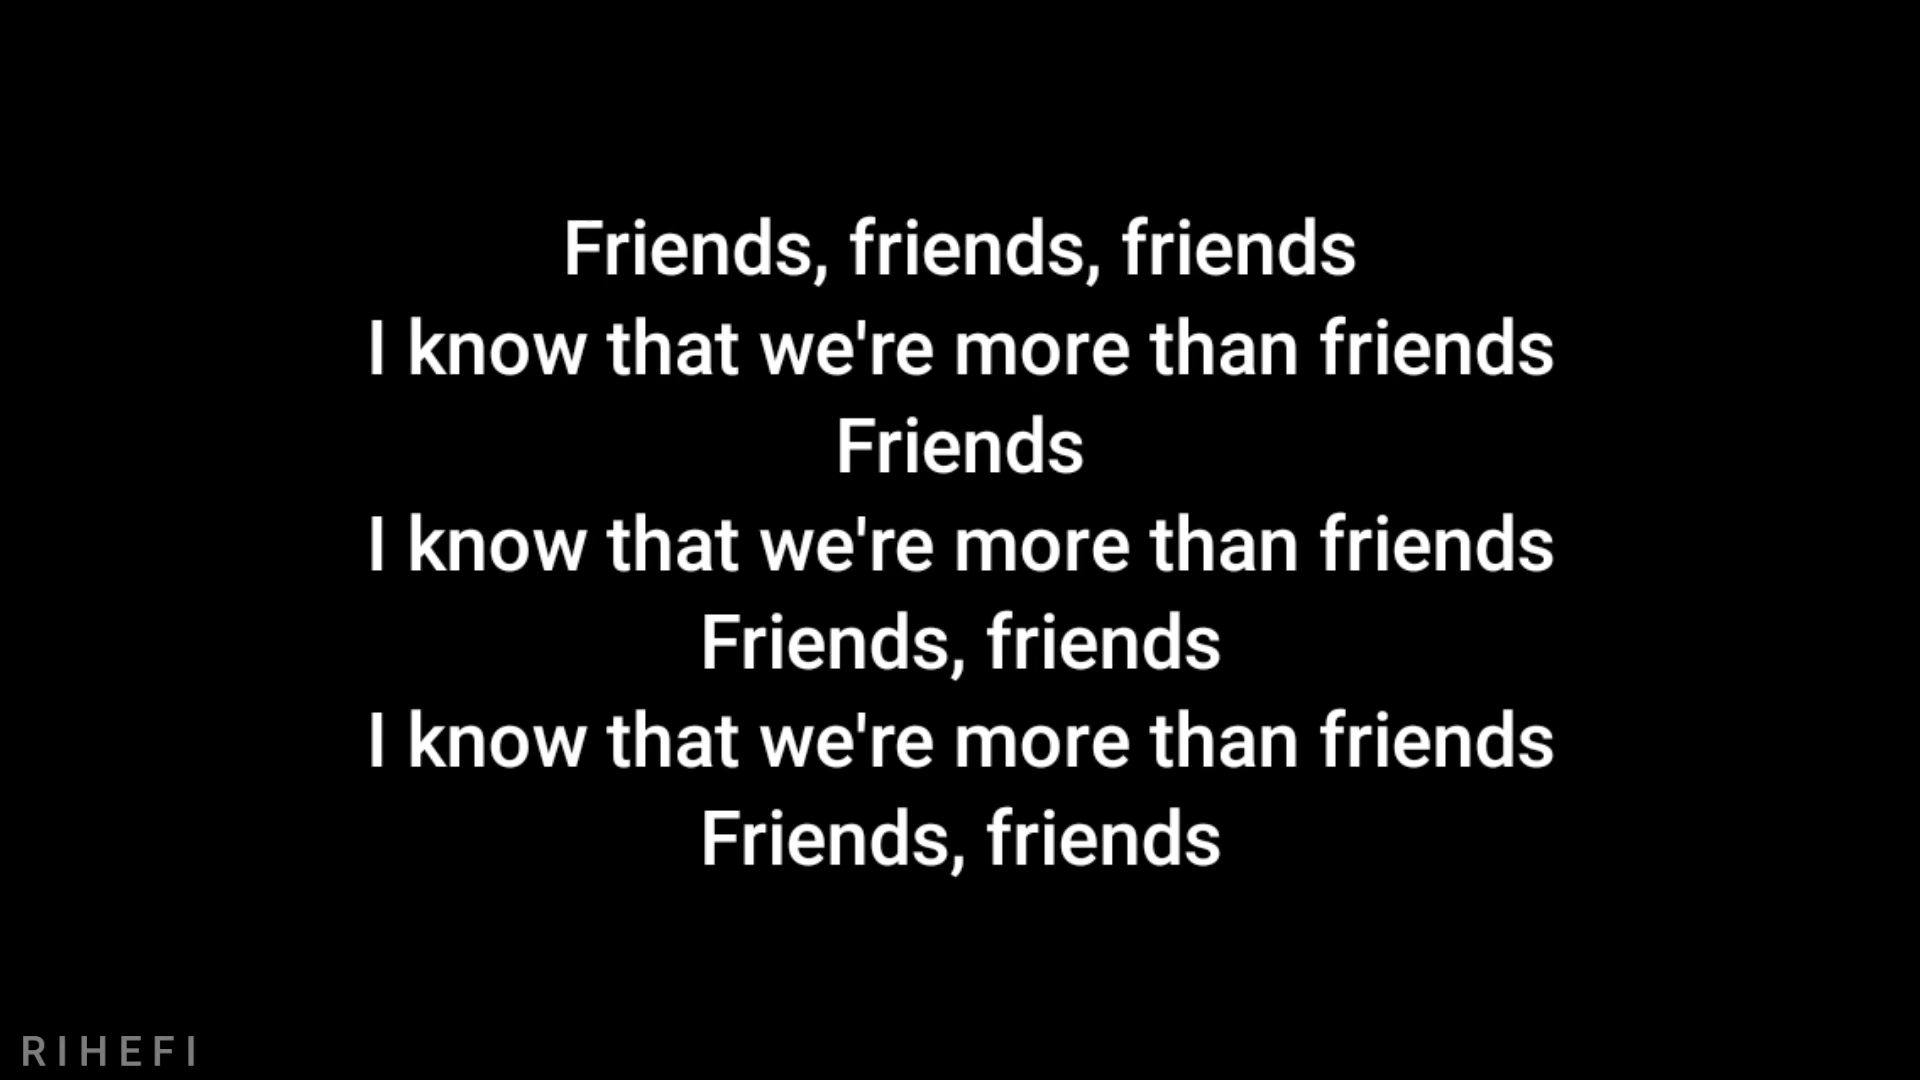 Friends, friends, friends
I know that we're more than friends
Friends
I know that we're more than friends
Friends, friends
I know that we're more than friends
Friends, friends
RIHEFI